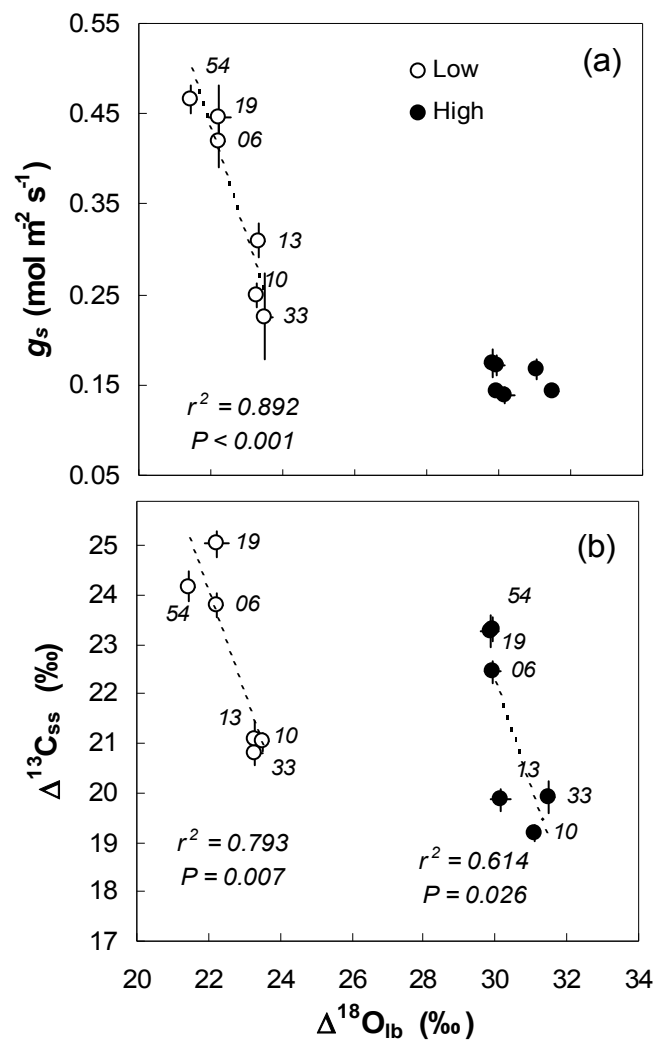 0.55
(a)
54
Low
0.45
19
High
06
0.35
13
0.25
10
33
0.15
r² = 0.892
P < 0.001
0.05
gₛ (mol m⁻² s⁻¹)
25
19
(b)
24
54
06
54
23
19
22
06
21
13
10
13
20
33
33
19
10
r² = 0.793
r² = 0.614
18
P = 0.007
P = 0.026
17
Δ¹³Css (‰)
20 22 24 26 28 30 32 34
Δ¹⁸Olb (‰)